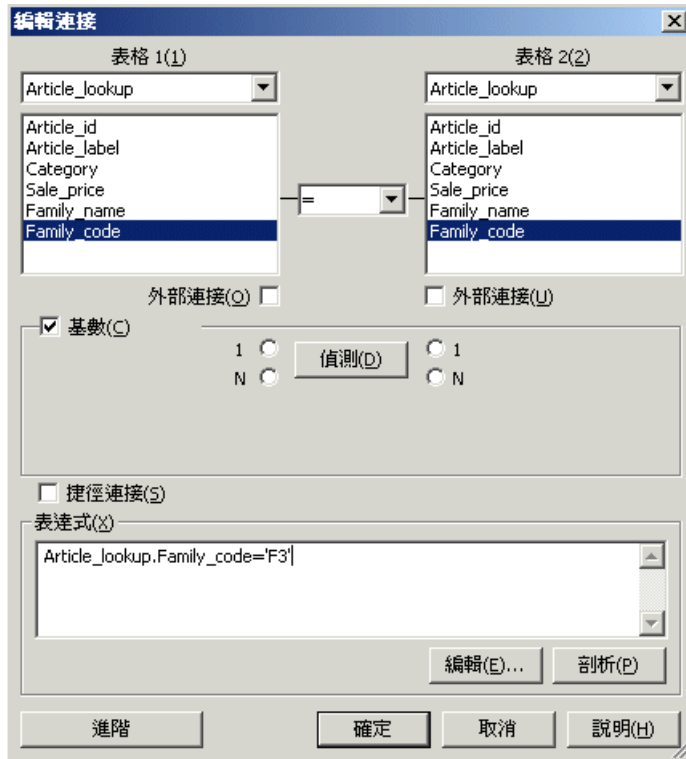 編輯連接
表格 1(1)
表格 2(2)
Article_lookup
Article_lookup
Article_id
Article_label
Category
Sale_price
Family_name
Family_code
=
Article_id
Article_label
Category
Sale_price
Family_name
Family_code
外部連接(O)
外部連接(U)
基數(C)
1
偵測(D)
1
N
N
捷徑連接(S)
表達式(X)
Article_lookup.Family_code='F3'
編輯(E)...
剖析(P)
進階
確定
取消
說明(H)